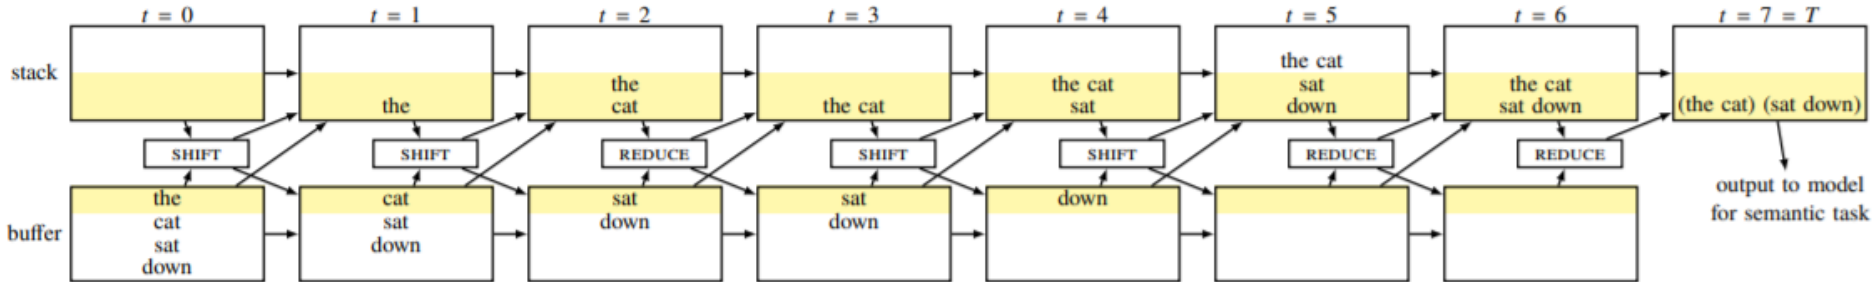 t = 0 t = 1 t = 2 t = 3 t = 4 t = 5 t = 6 t = 7 = T
stack
the
the
cat
the cat
the cat
sat
the cat
sat
down
the cat
sat down
(the cat) (sat down)
SHIFT SHIFT REDUCE SHIFT SHIFT REDUCE REDUCE
buffer
the
cat
sat
down
cat
sat
down
sat
down
sat
down
down
output to model
for semantic task